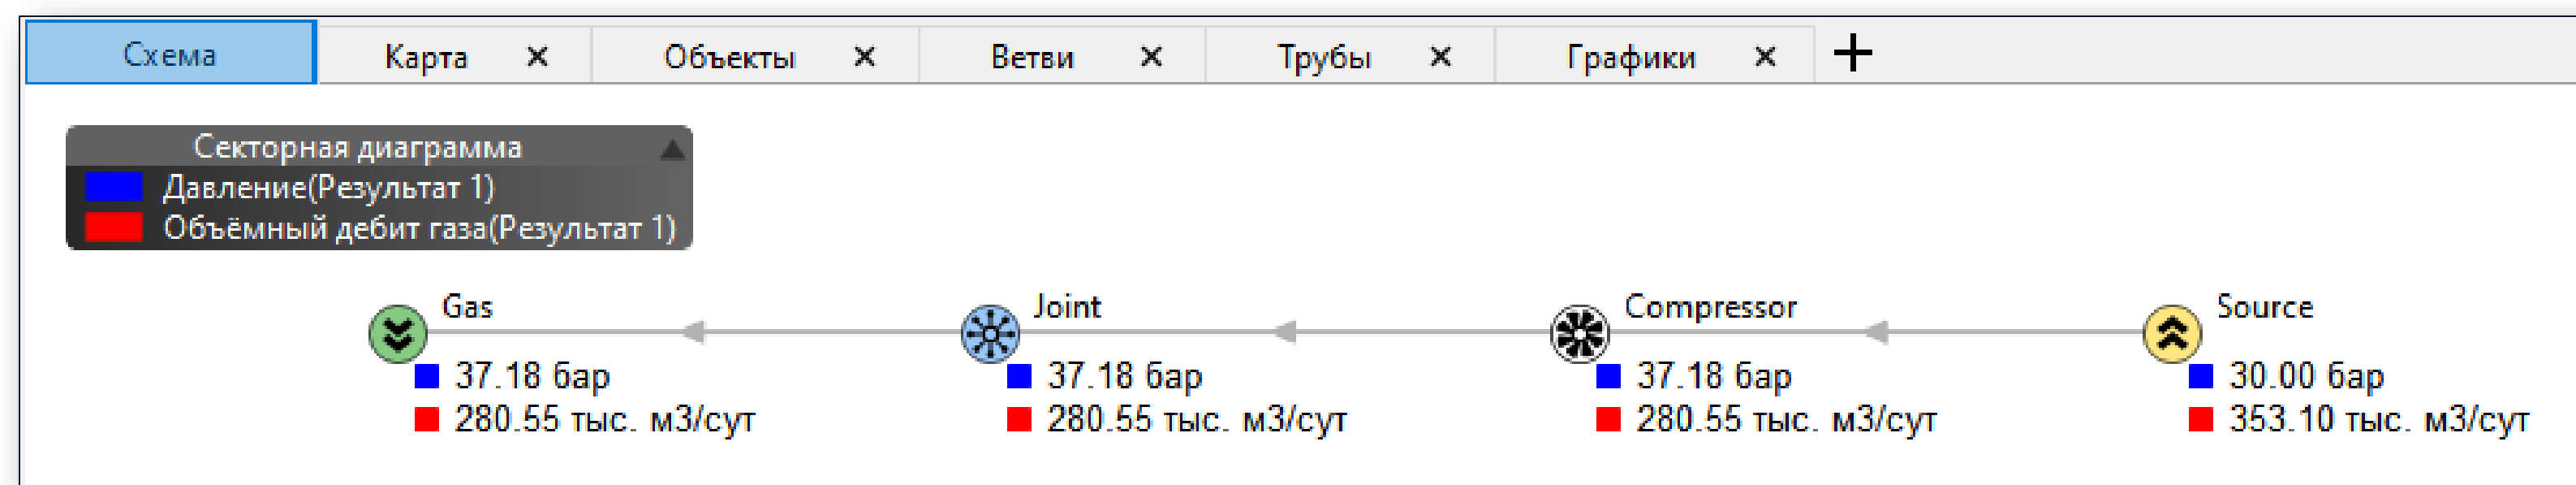 Схема Карта Объекты Ветви Трубы Графики
Секторная диаграмма
Давление(Результат 1)
Объёмный дебит газа(Результат 1)
Gas Joint Compressor Source
37.18 бар 37.18 бар 37.18 бар 30.00 бар
280.55 тыс. м3/сут 280.55 тыс. м3/сут 280.55 тыс. м3/сут 353.10 тыс. м3/сут